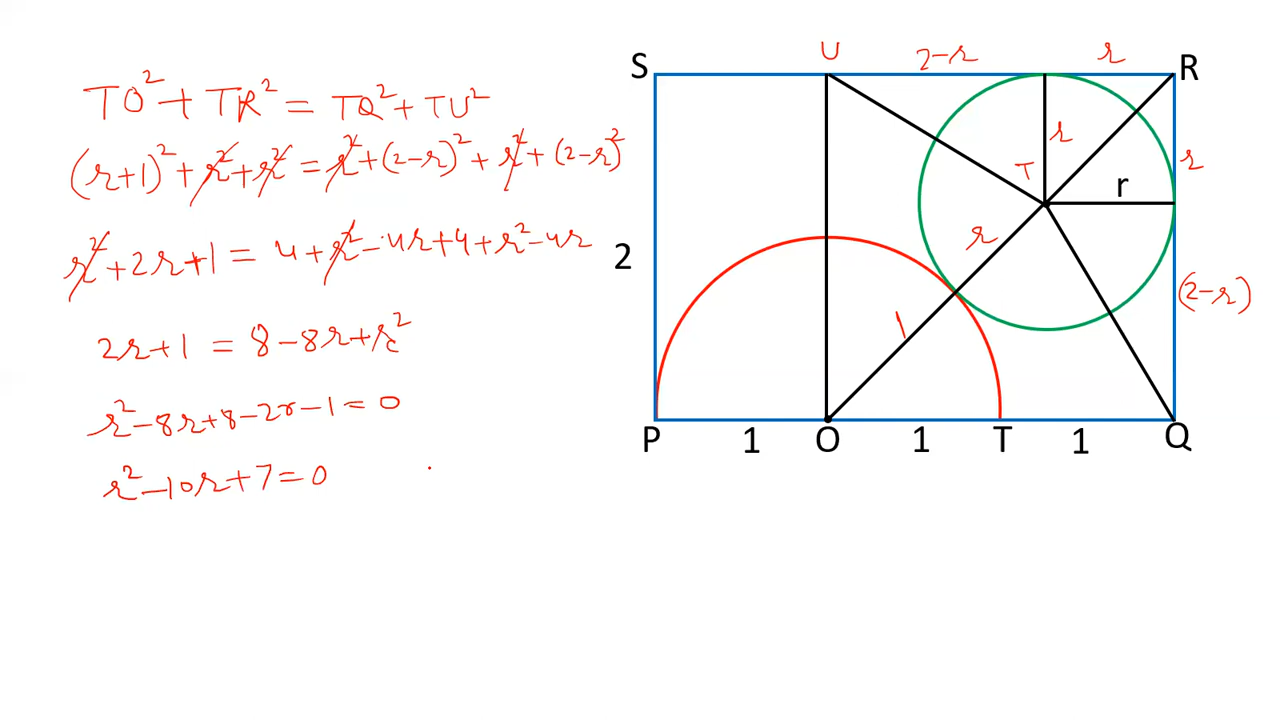 TO² + TR² = TQ² + TU²
(r+1)² + r² + r² = r² + (2-r)² + r² + (2-r)²
r² + 2r + 1 = 4 + r² - 4r + 4 + r² - 4r
2r + 1 = 8 - 8r + r²
r² - 8r + 8 - 2r - 1 = 0
r² - 10r + 7 = 0
U 2-r r
S R
r r
T r
r
2 (2-r)
1
P 1 O 1 T 1 Q